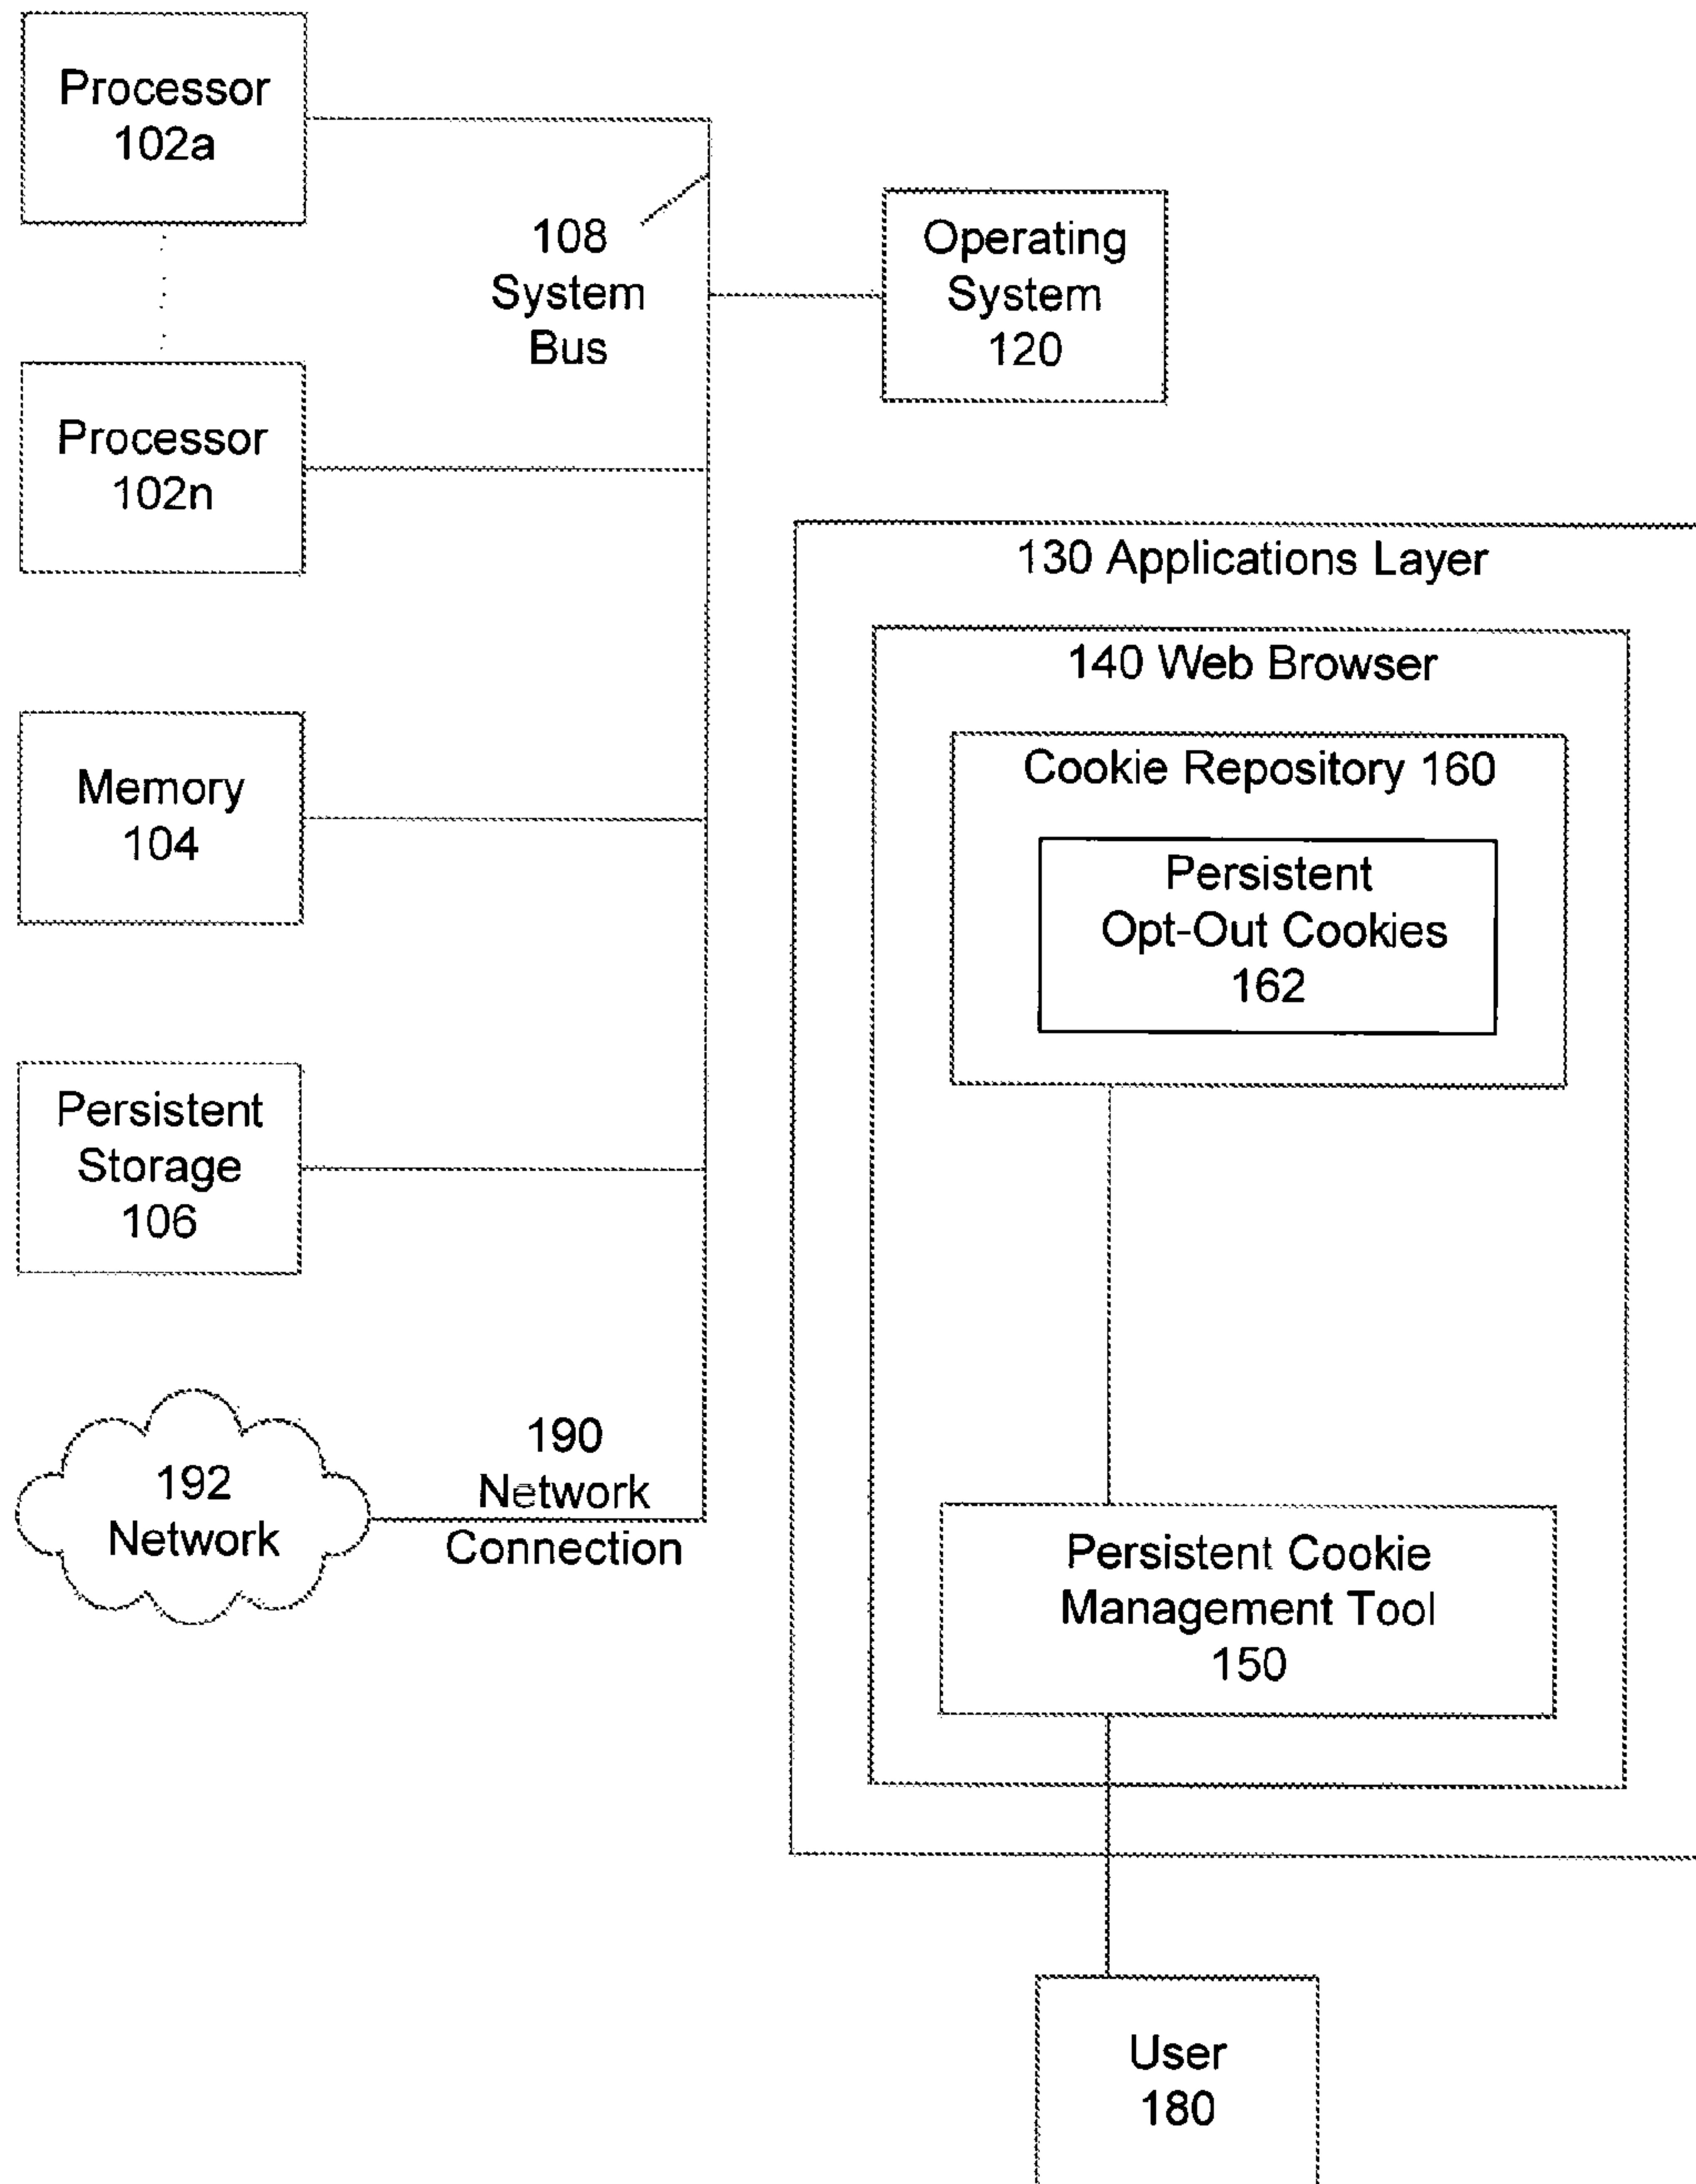 Processor
102a
108
System
Bus
Operating
System
120
Processor
102n
130 Applications Layer
140 Web Browser
Cookie Repository 160
Persistent
Opt-Out Cookies
162
Memory
104
Persistent
Storage
106
192
Network
190
Network
Connection
Persistent Cookie
Management Tool
150
User
180